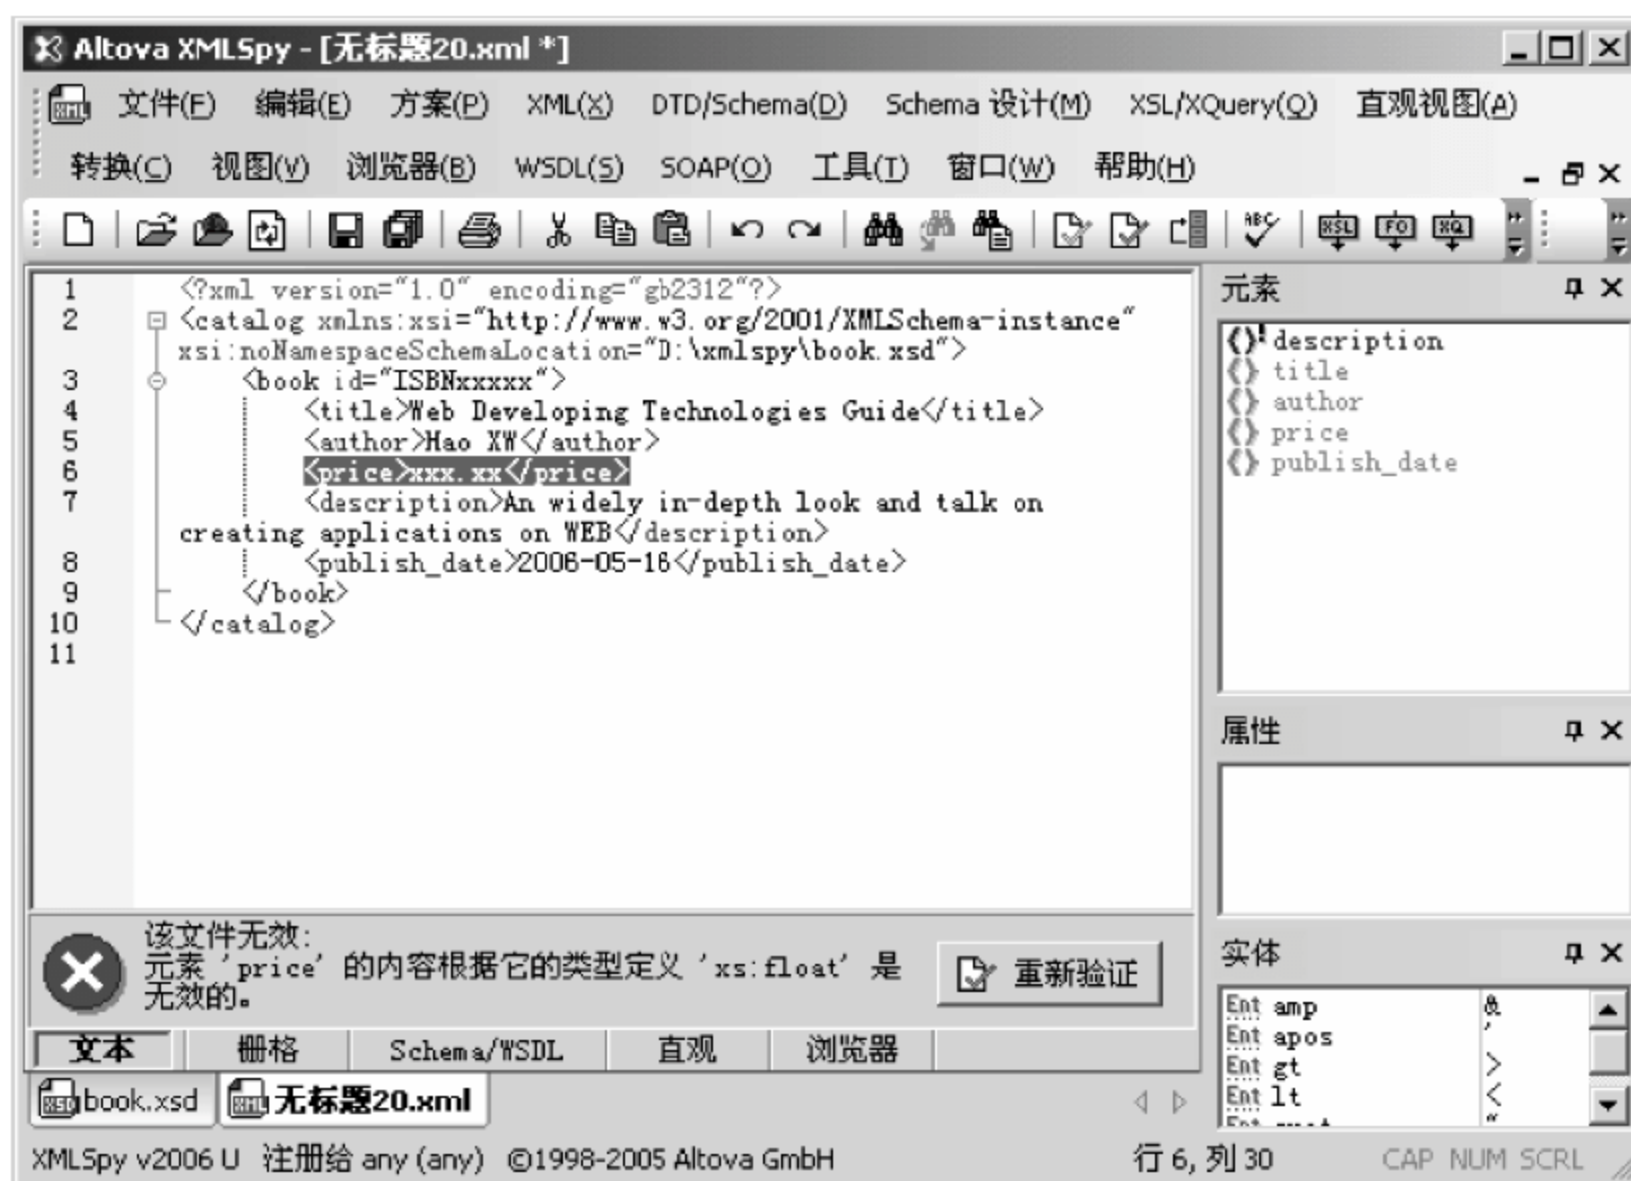 Altova XMLSpy - [无标题20.xml *]
文件(F) 编辑(E) 方案(P) XML(X) DTD/Schema(D) Schema 设计(M) XSL/XQuery(Q) 直观视图(A)
转换(C) 视图(V) 浏览器(B) WSDL(S) SOAP(O) 工具(T) 窗口(W) 帮助(H)
ABC XSL FO XQ
1 <?xml version="1.0" encoding="gb2312"?>
2 <catalog xmlns:xsi="http://www.w3.org/2001/XMLSchema-instance"
xsi:noNamespaceSchemaLocation="D:\xmlspy\book.xsd">
3 <book id="ISBNxxxxx">
4 <title>Web Developing Technologies Guide</title>
5 <author>Hao XW</author>
6 <price>xxx.xx</price>
7 <description>An widely in-depth look and talk on
creating applications on WEB</description>
8 <publish_date>2006-05-16</publish_date>
9 </book>
10 </catalog>
11
元素
description
title
author
price
publish_date
属性
实体
Ent amp &
Ent apos '
Ent gt >
Ent lt <
该文件无效:
元素 'price' 的内容根据它的类型定义 'xs:float' 是
无效的。
重新验证
文本 栅格 Schema/WSDL 直观 浏览器
book.xsd 无标题20.xml
XMLSpy v2006 U 注册给 any (any) ©1998-2005 Altova GmbH 行 6, 列 30 CAP NUM SCRL